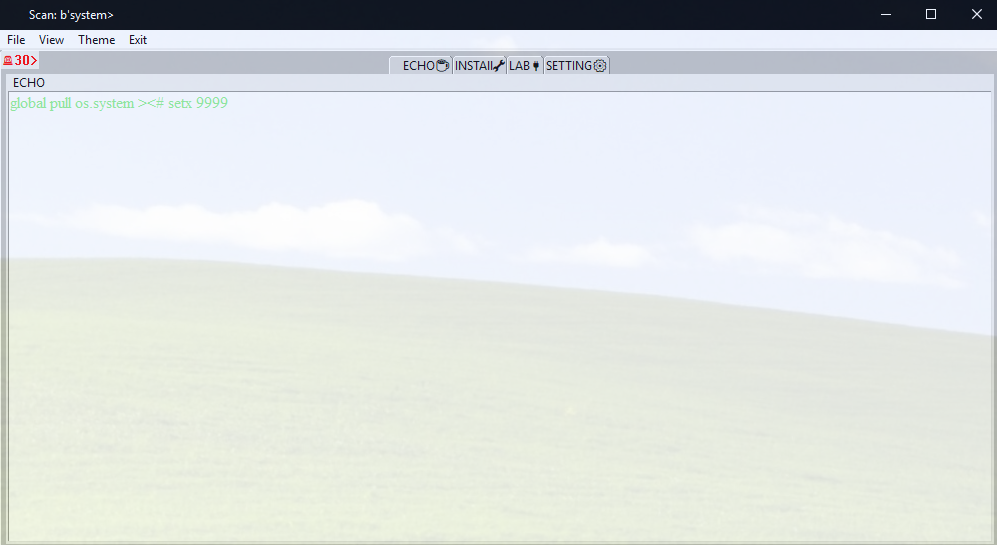 Scan: b'system>
File View Theme Exit
30>
ECHO INSTAll LAB SETTING
ECHO
global pull os.system ><# setx 9999